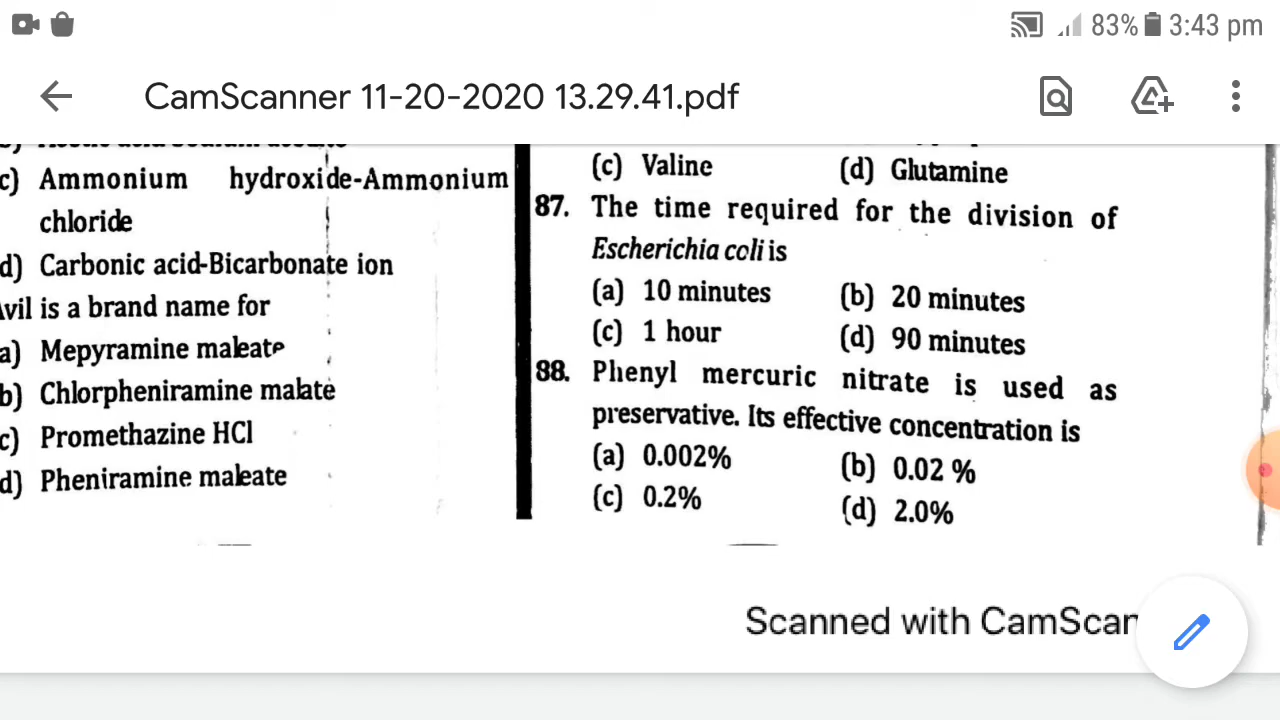 83% 3:43 pm
CamScanner 11-20-2020 13.29.41.pdf
c) Ammonium hydroxide-Ammonium
chloride
d) Carbonic acid-Bicarbonate ion
vil is a brand name for
a) Mepyramine maleate
b) Chlorpheniramine malate
c) Promethazine HCl
d) Pheniramine maleate
(c) Valine (d) Glutamine
87. The time required for the division of
Escherichia coli is
(a) 10 minutes (b) 20 minutes
(c) 1 hour (d) 90 minutes
88. Phenyl mercuric nitrate is used as
preservative. Its effective concentration is
(a) 0.002% (b) 0.02 %
(c) 0.2% (d) 2.0%
Scanned with CamScan